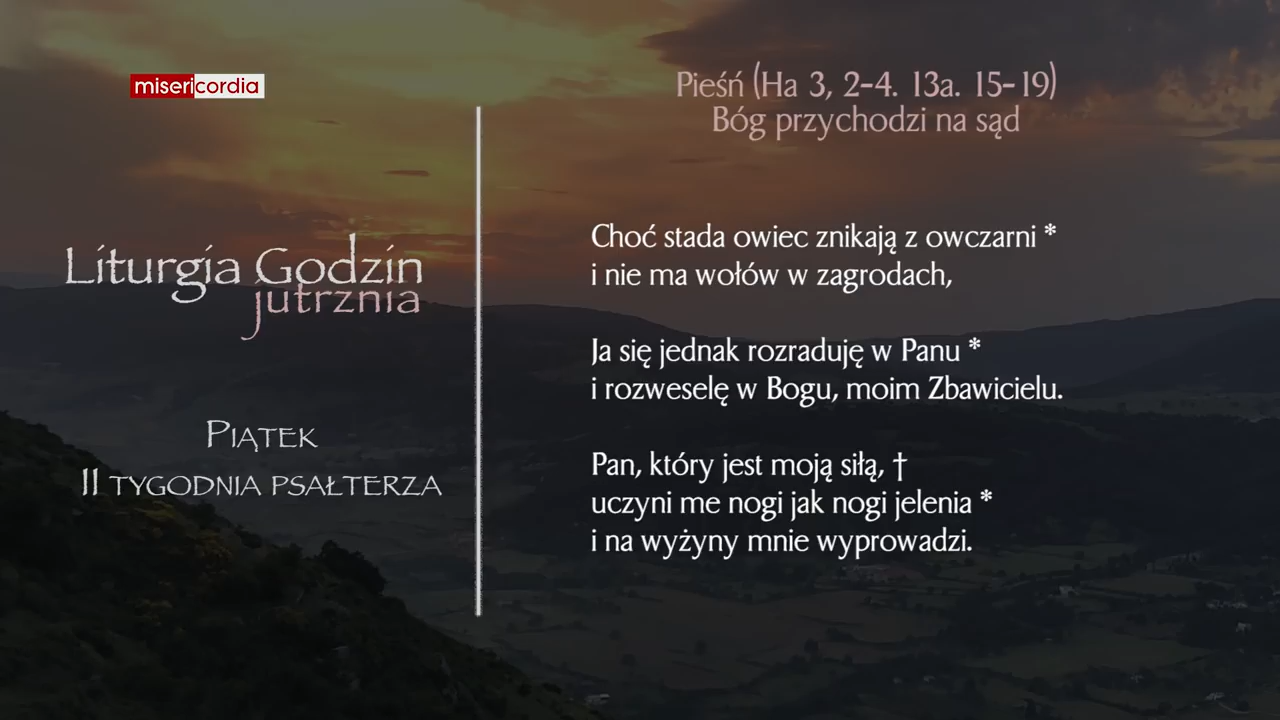 misericordia
Liturgia Godzin
jutrznia
Piątek
II tygodnia psałterza
Pieśń (Ha 3, 2-4. 13a. 15-19)
Bóg przychodzi na sąd
Choć stada owiec znikają z owczarni *
i nie ma wołów w zagrodach,
Ja się jednak rozraduję w Panu *
i rozweselę w Bogu, moim Zbawicielu.
Pan, który jest moją siłą, †
uczyni me nogi jak nogi jelenia *
i na wyżyny mnie wyprowadzi.